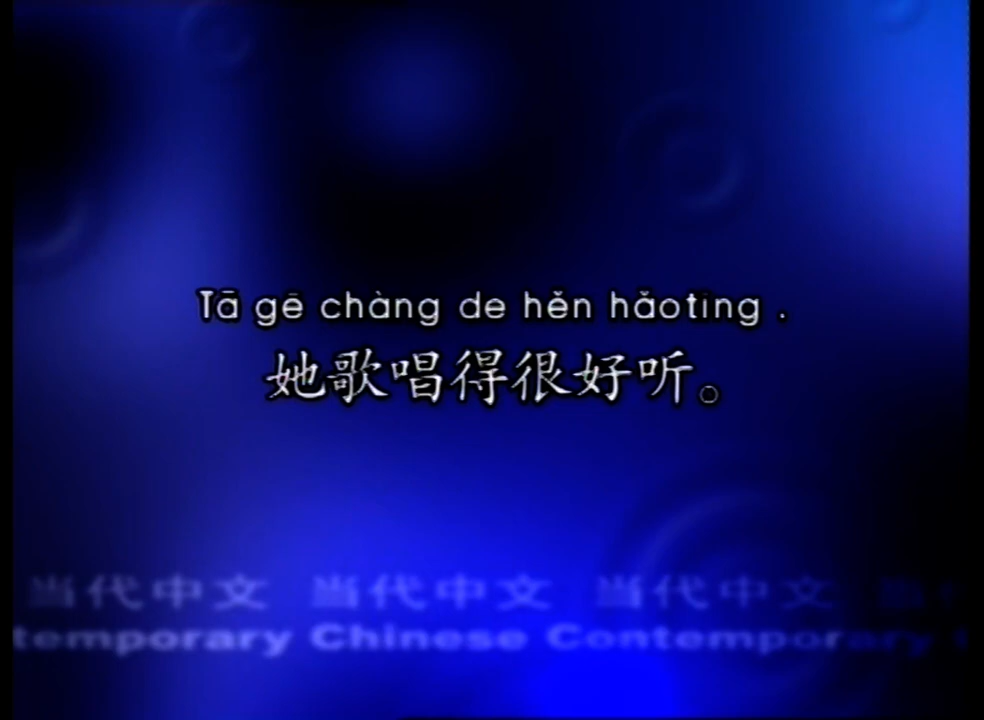 Tā gē chàng de hěn hǎotīng .
她歌唱得很好听。
当代中文 当代中文 当代中文
temporary Chinese Contemporary